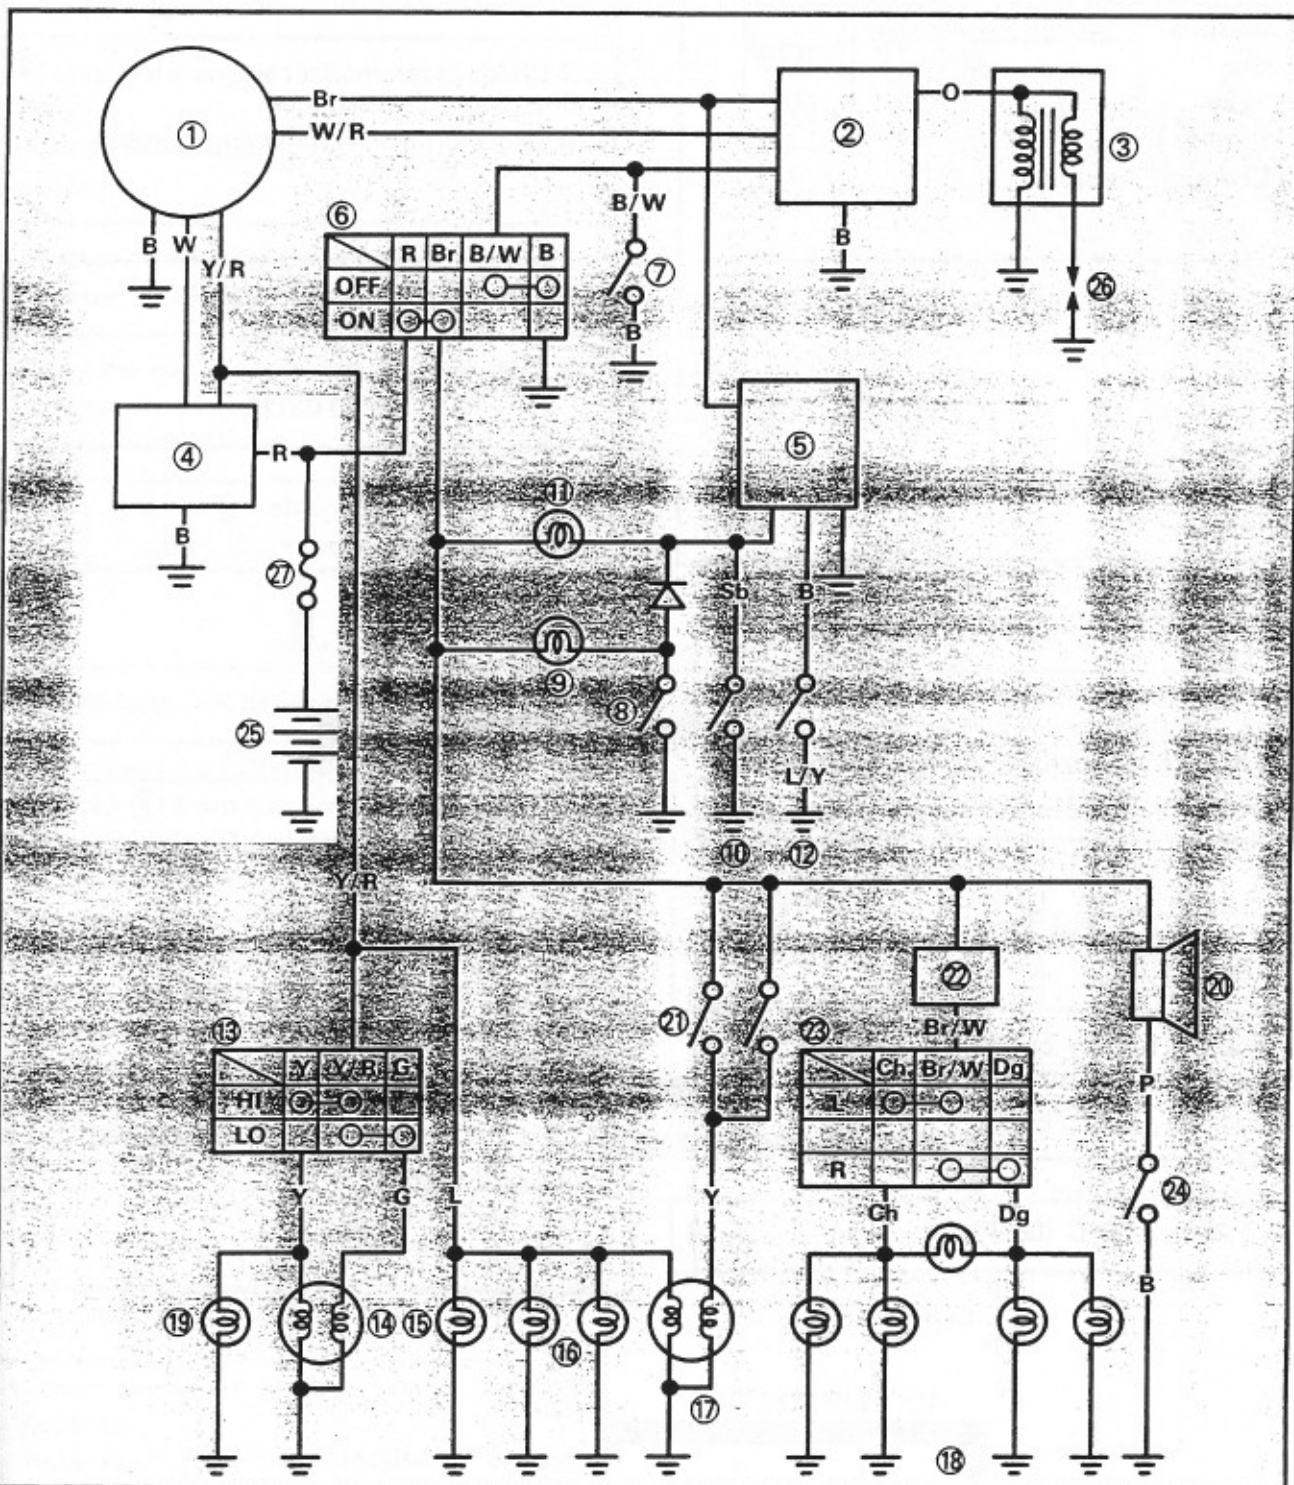 Br
W/R
O
① ② ③
B/W
⑥
B W
Y/R
B
R Br B/W B
OFF
ON
⑦
㉖
B
④
R
⑤
B
⑪
㉗
Sb B
⑨
⑧
㉕
L/Y
⑩ ⑫
Y/R
㉒
⑳
㉑
Br/W
⑬
㉓
Y Y/R G
Ch Br/W Dg
HI
L
P
LO
R
㉔
Y G L Y
Ch Dg
B
⑲ ⑭ ⑮ ⑯
⑰
⑱